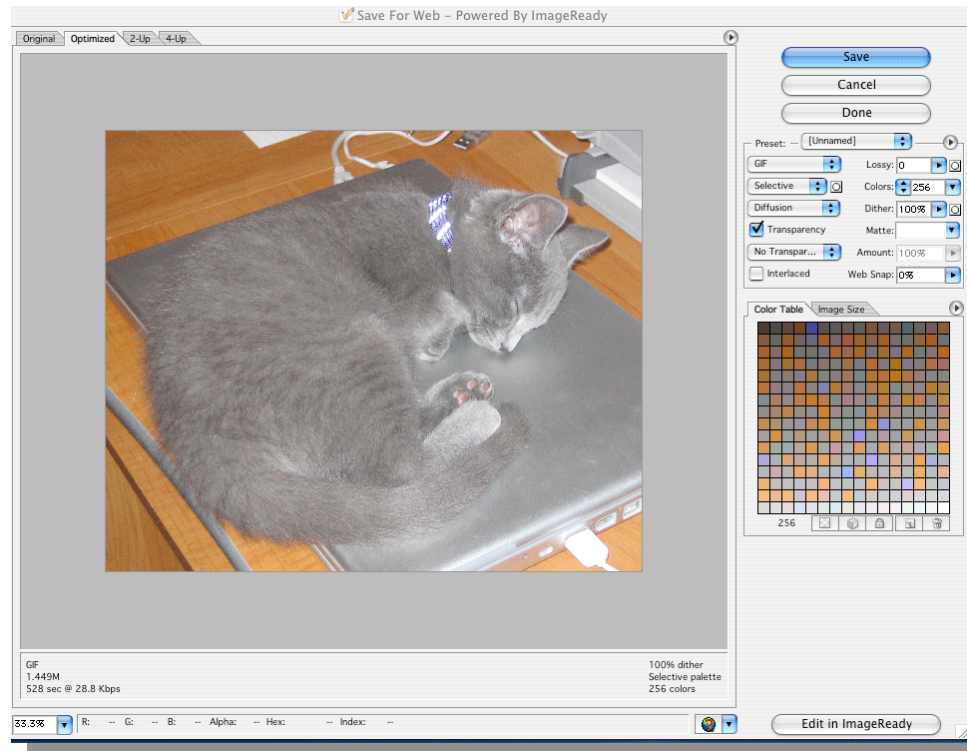 Save For Web – Powered By ImageReady
Original Optimized 2-Up 4-Up
Save
Cancel
Done
Preset: [Unnamed]
GIF Lossy: 0
Selective Colors: 256
Diffusion Dither: 100%
Transparency Matte:
No Transpar... Amount: 100%
Interlaced Web Snap: 0%
Color Table Image Size
256
GIF
1.449M
528 sec @ 28.8 Kbps
100% dither
Selective palette
256 colors
33.3% R: -- G: -- B: -- Alpha: -- Hex: -- Index: --
Edit in ImageReady